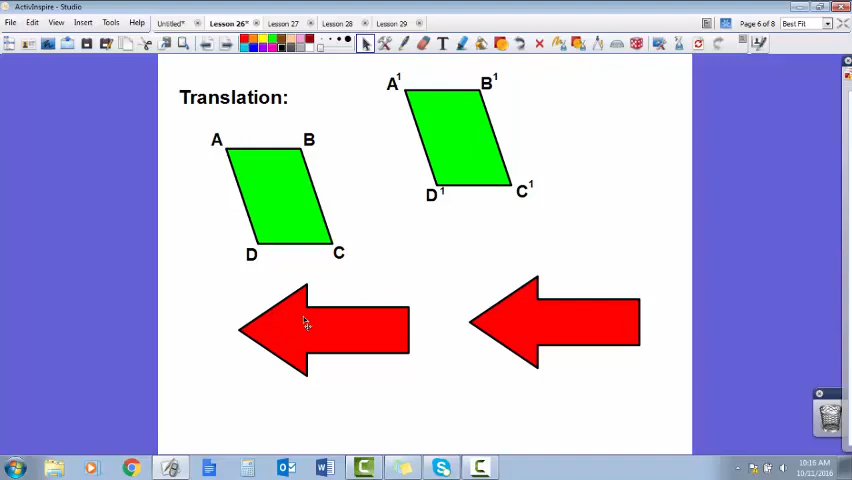 ActivInspire - Studio
File Edit View Insert Tools Help
Untitled* Lesson 26* Lesson 27 Lesson 28 Lesson 29
Page 6 of 8 Best Fit
Translation:
A¹ B¹
A B
D¹ C¹
D C
10:16 AM
10/11/2016